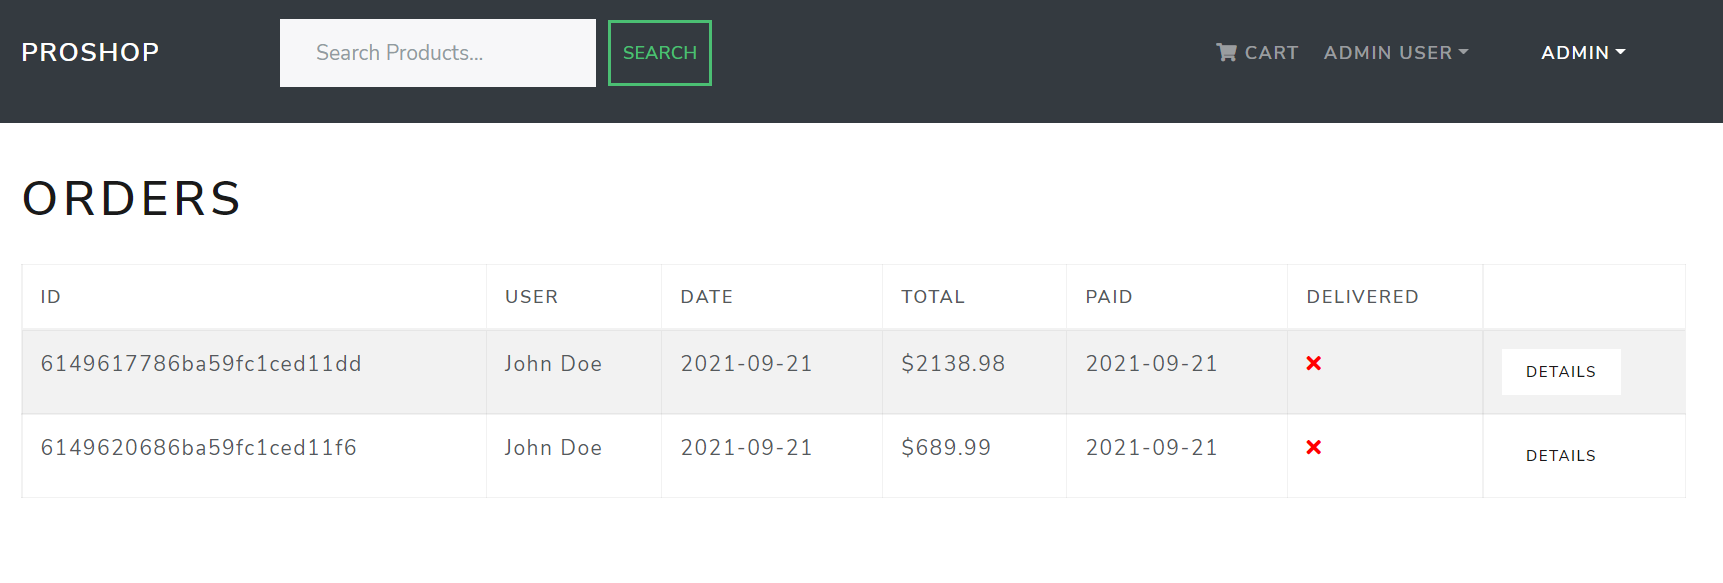 PROSHOP Search Products... SEARCH CART ADMIN USER ADMIN
ORDERS
ID USER DATE TOTAL PAID DELIVERED
6149617786ba59fc1ced11dd John Doe 2021-09-21 $2138.98 2021-09-21 DETAILS
6149620686ba59fc1ced11f6 John Doe 2021-09-21 $689.99 2021-09-21 DETAILS